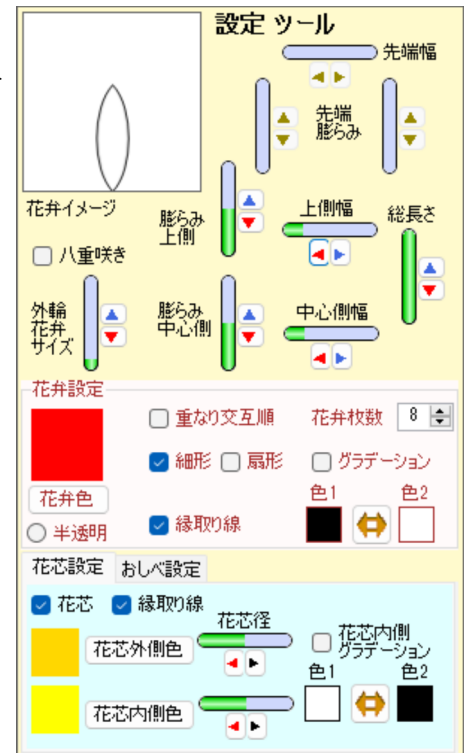 設定 ツール
先端幅
先端
膨らみ
花弁イメージ
膨らみ
上側
上側幅
総長さ
八重咲き
外輪
花弁
サイズ
膨らみ
中心側
中心側幅
花弁設定
重なり交互順
花弁枚数
8
細形
扇形
グラデーション
花弁色
色1
色2
半透明
縁取り線
花芯設定
おしべ設定
花芯
縁取り線
花芯径
花芯外側色
花芯内側
グラデーション
色1
色2
花芯内側色